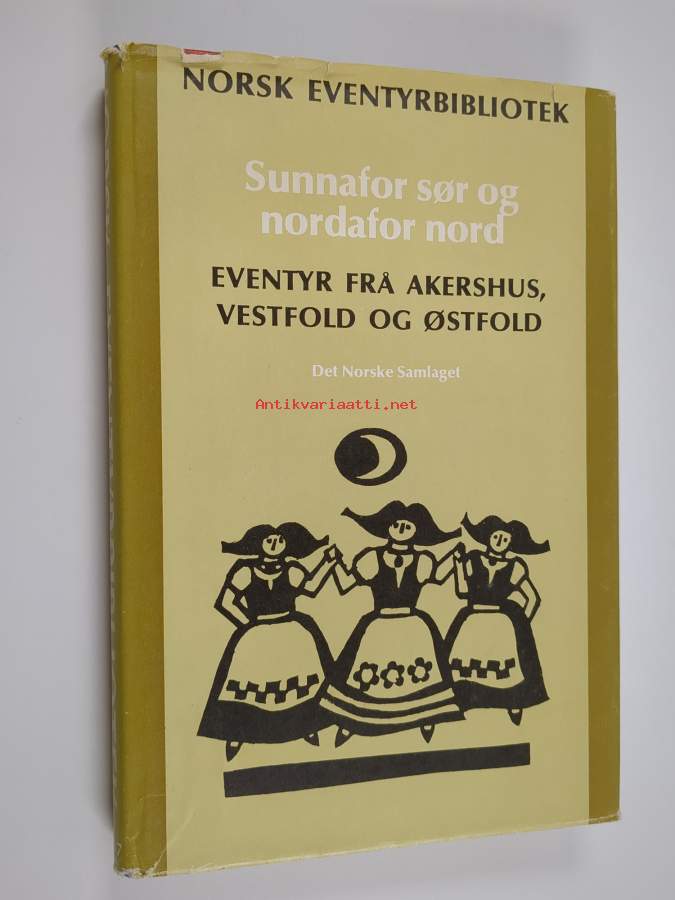 NORSK EVENTYRBIBLIOTEK
Sunnafor sør og
nordafor nord
EVENTYR FRÅ AKERSHUS,
VESTFOLD OG ØSTFOLD
Det Norske Samlaget
Antikvariaatti.net